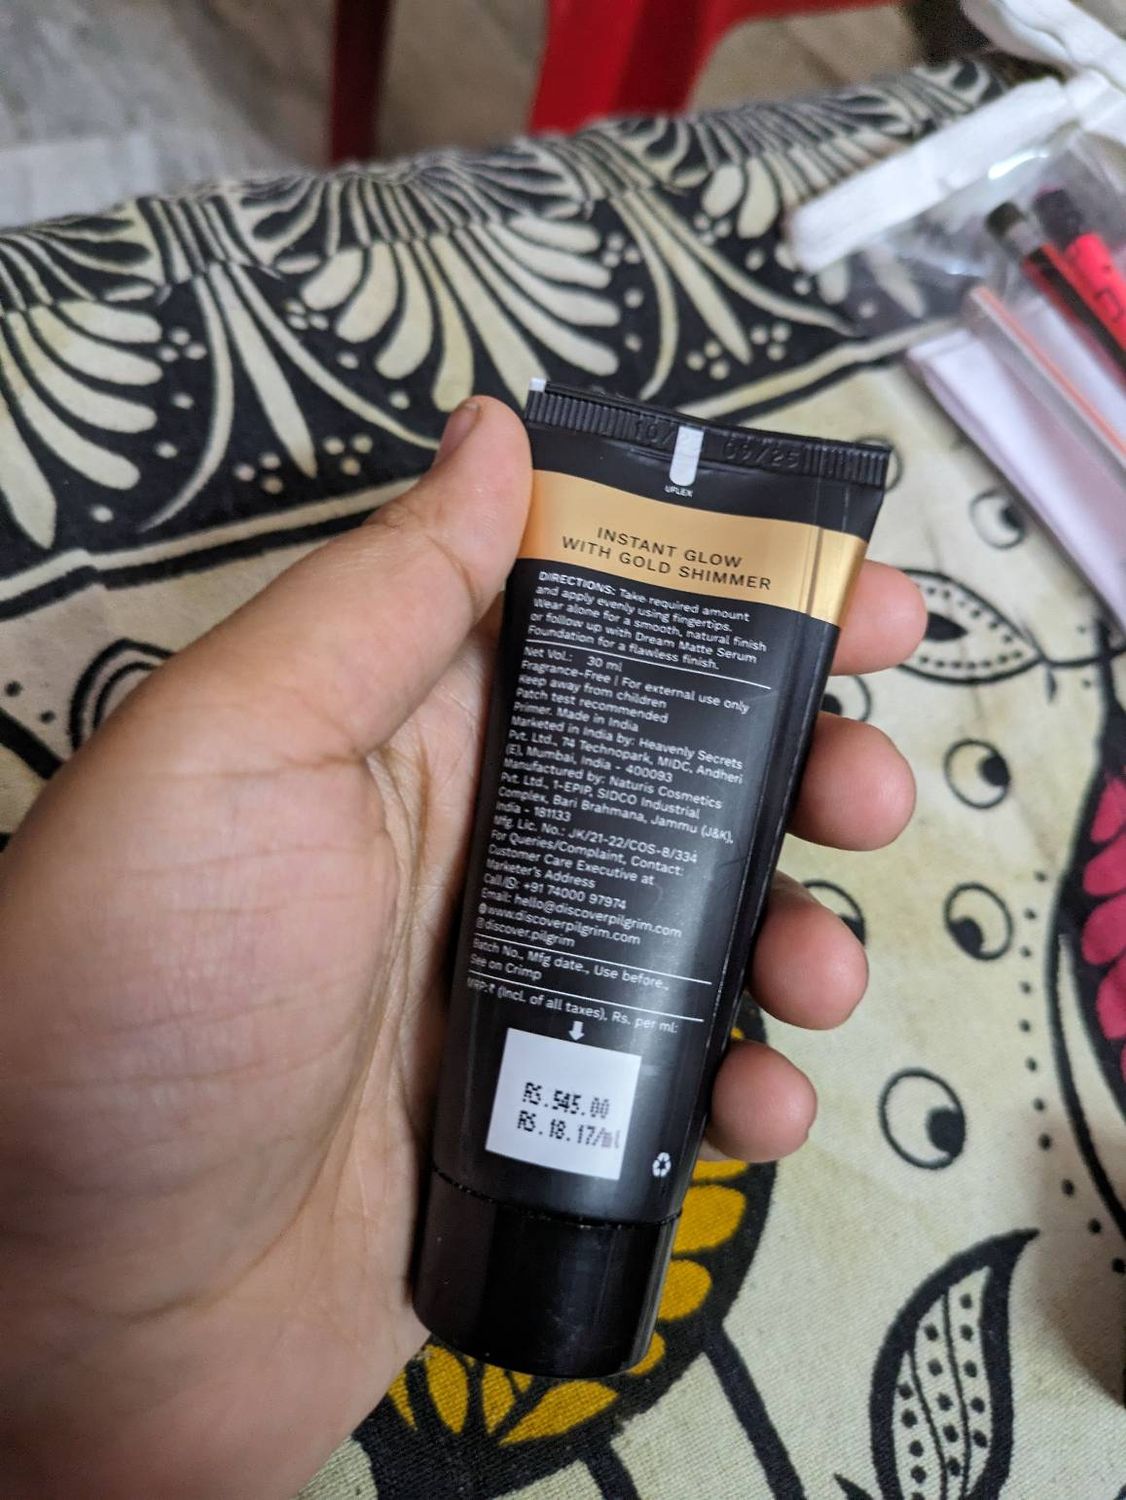 09/25
UFLEX
INSTANT GLOW
WITH GOLD SHIMMER
DIRECTIONS: Take required amount
and apply evenly using fingertips.
Wear alone for a smooth, natural finish
or follow up with Dream Matte Serum
Foundation for a flawless finish.
Net Vol.: 30 ml
Fragrance-Free | For external use only
Keep away from children
Patch test recommended
Primer. Made in India
Marketed in India by: Heavenly Secrets
Pvt. Ltd., 74 Technopark, MIDC, Andheri
(E), Mumbai, India - 400093
Manufactured by: Naturis Cosmetics
Pvt. Ltd., 1-EPIP, SIDCO Industrial
Complex, Bari Brahmana, Jammu (J&K),
India - 181133
Mfg. Lic. No.: JK/21-22/COS-B/334
For Queries/Complaint, Contact:
Customer Care Executive at
Marketer's Address
Call/: +91 74000 97974
Email: hello@discoverpilgrim.com
www.discoverpilgrim.com
discover.pilgrim
Batch No., Mfg date., Use before.,
See on Crimp
MRP:₹ (Incl. of all taxes), Rs. per ml:
RS.545.00
RS.18.17/ml